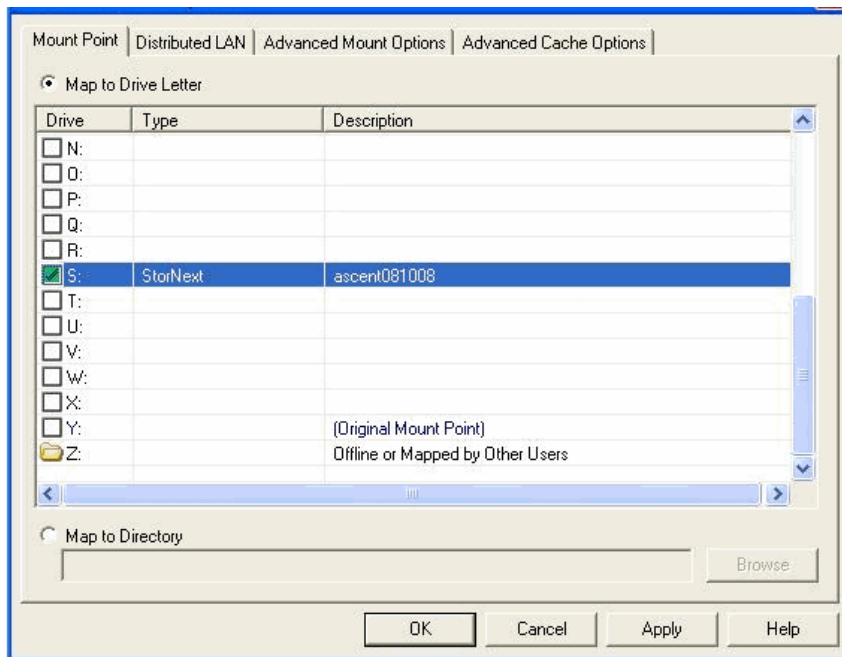 Mount Point Distributed LAN Advanced Mount Options Advanced Cache Options
Map to Drive Letter
Drive Type Description
N:
O:
P:
Q:
R:
S: StorNext ascent081008
T:
U:
V:
W:
X:
Y: (Original Mount Point)
Z: Offline or Mapped by Other Users
Map to Directory
Browse
OK Cancel Apply Help